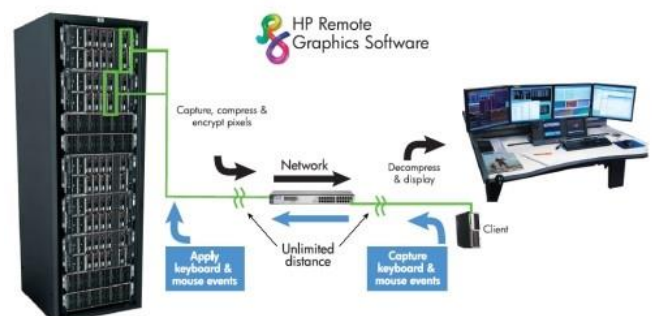 HP Remote
Graphics Software
Capture, compress &
encrypt pixels
Network
Decompress
& display
Client
Unlimited
distance
Apply
keyboard &
mouse events
Capture
keyboard &
mouse events